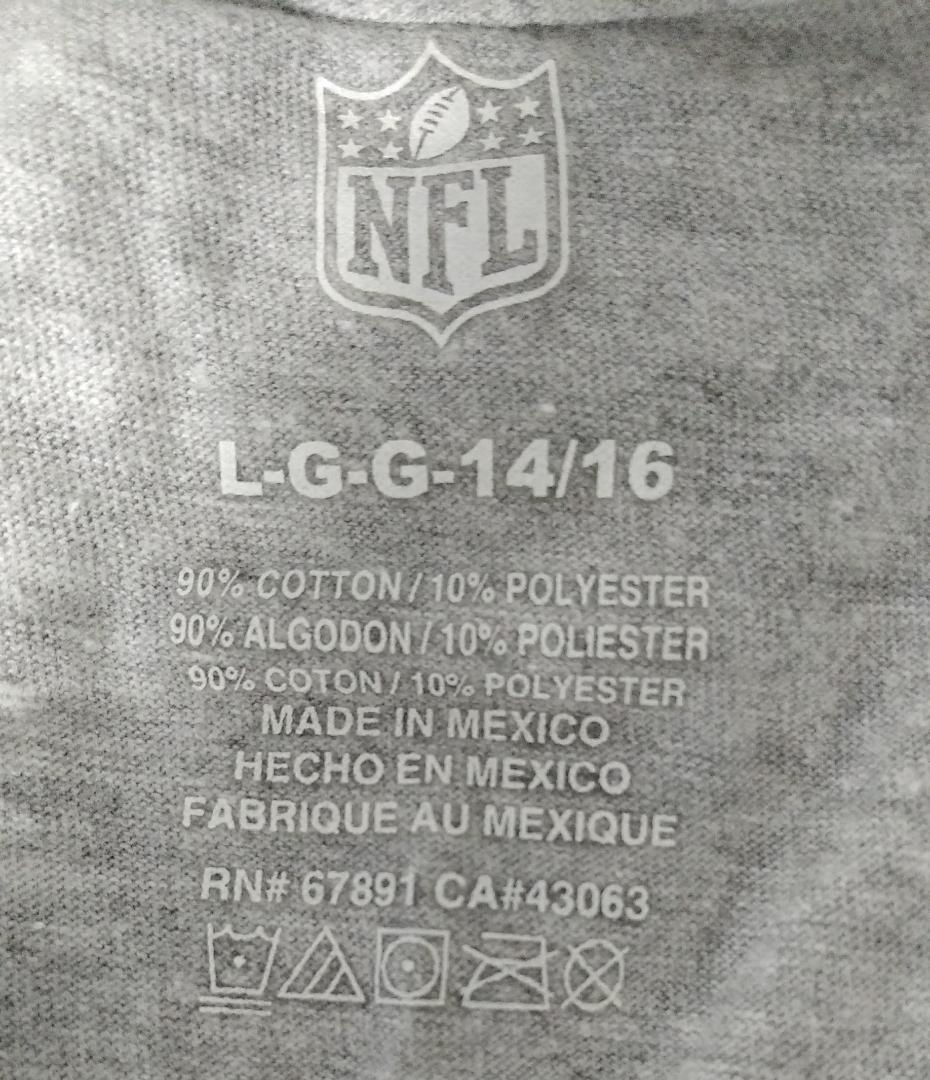 NFL
L-G-G-14/16
90% COTTON / 10% POLYESTER
90% ALGODON / 10% POLIESTER
90% COTON / 10% POLYESTER
MADE IN MEXICO
HECHO EN MEXICO
FABRIQUE AU MEXIQUE
RN# 67891 CA#43063